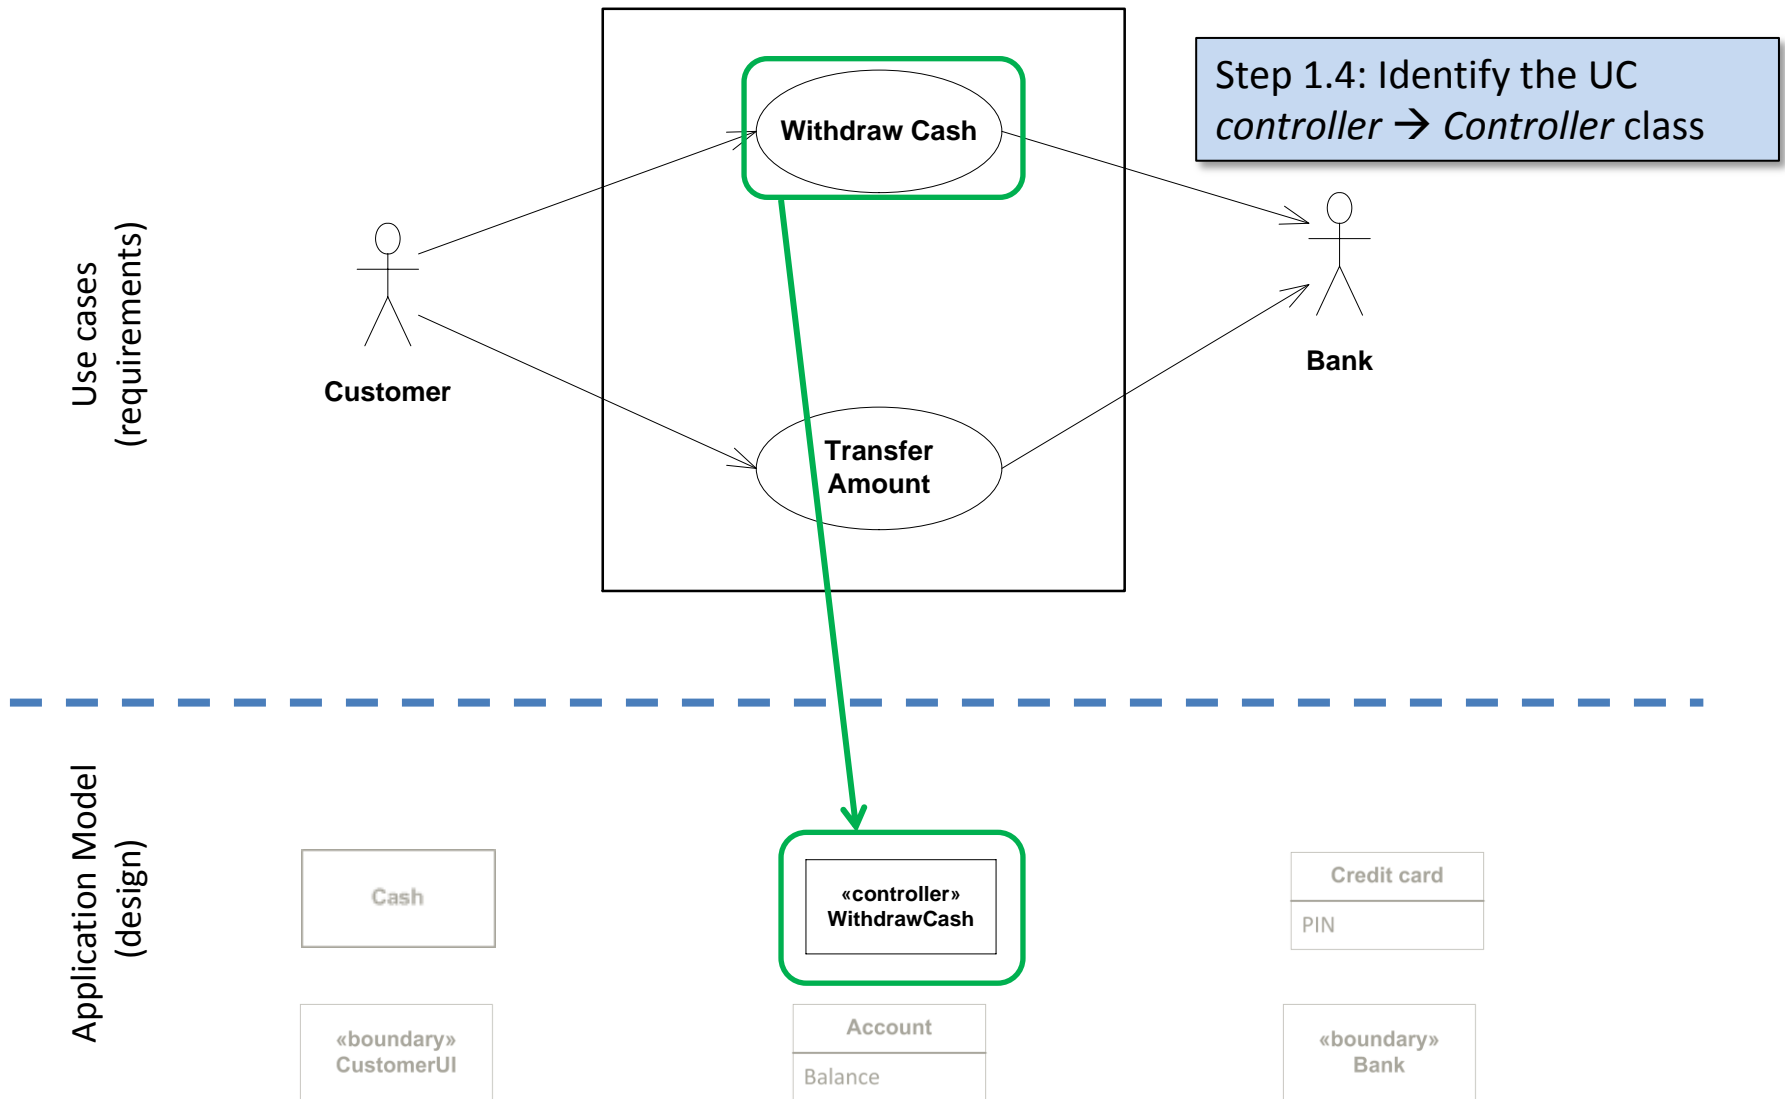 Step 1.4: Identify the UC
controller → Controller class
Withdraw Cash
Use cases
(requirements)
Customer
Bank
Transfer
Amount
Application Model
(design)
Cash
«controller»
WithdrawCash
Credit card
PIN
«boundary»
CustomerUI
Account
Balance
«boundary»
Bank